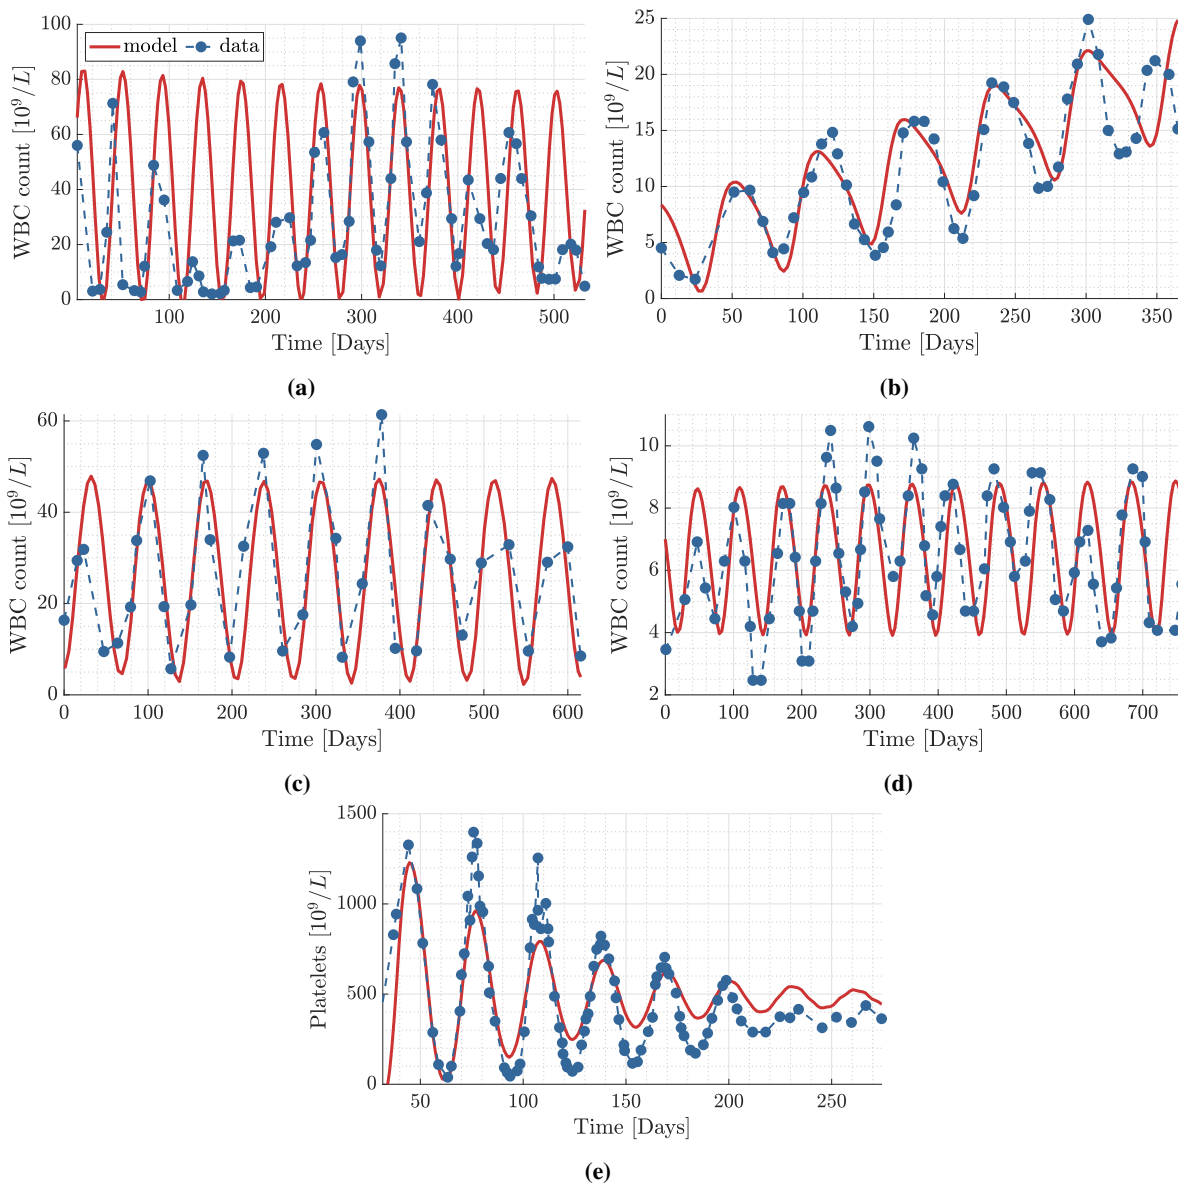 model data
WBC count [10^9/L]
100
80
60
40
20
0
100 200 300 400 500
Time [Days]
(a)
WBC count [10^9/L]
25
20
15
10
5
0
0 50 100 150 200 250 300 350
Time [Days]
(b)
WBC count [10^9/L]
60
40
20
0
0 100 200 300 400 500 600
Time [Days]
(c)
WBC count [10^9/L]
10
8
6
4
2
0 100 200 300 400 500 600 700
Time [Days]
(d)
Platelets [10^9/L]
1500
1000
500
0
50 100 150 200 250
Time [Days]
(e)